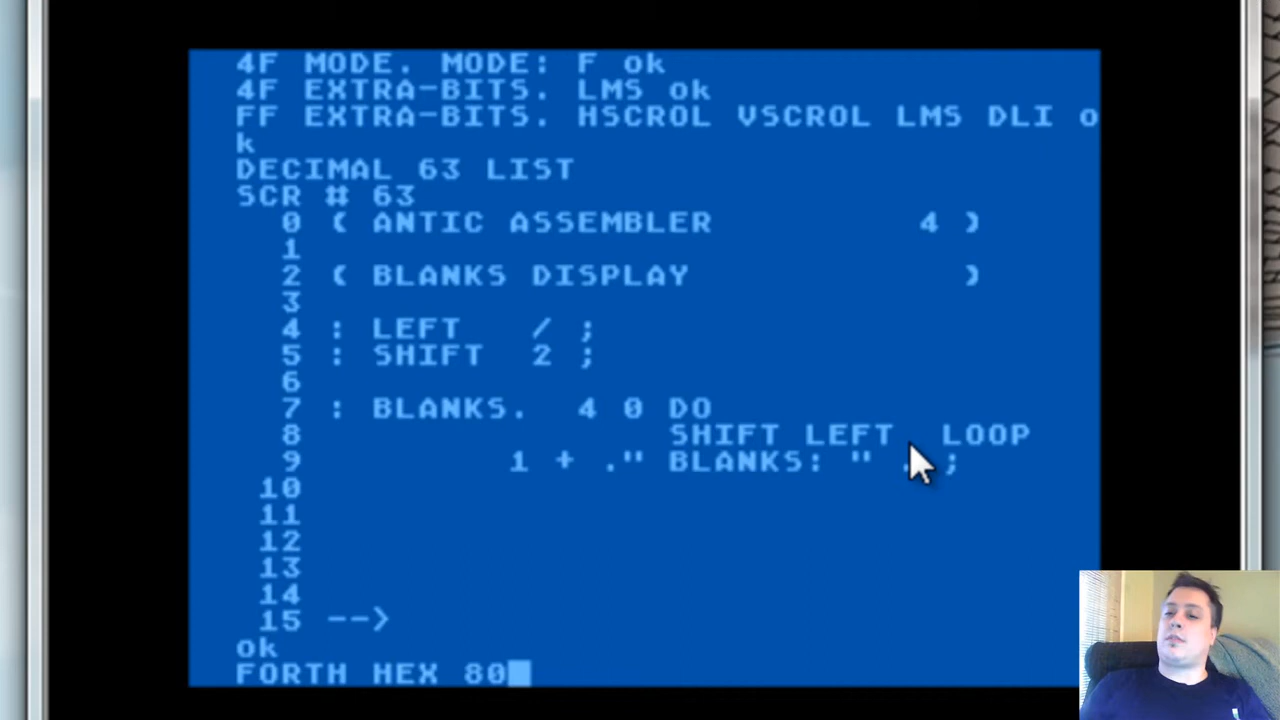 4F MODE. MODE: F ok
4F EXTRA-BITS. LMS ok
FF EXTRA-BITS. HSCROL VSCROL LMS DLI o
k
DECIMAL 63 LIST
SCR # 63
0 ( ANTIC ASSEMBLER 4 )
1
2 ( BLANKS DISPLAY )
3
4 : LEFT / ;
5 : SHIFT 2 ;
6
7 : BLANKS. 4 0 DO
8 SHIFT LEFT LOOP
9 1 + ." BLANKS: " . ;
10
11
12
13
14
15 -->
ok
FORTH HEX 80